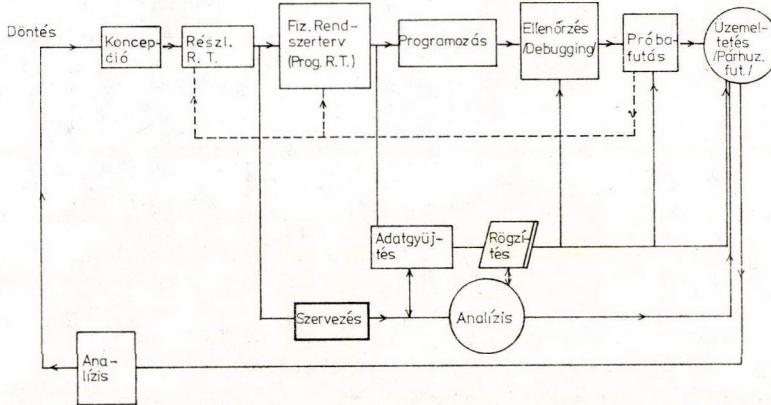 Döntés
Koncep-
ció
Részl.
R. T.
Fiz. Rend-
szerterv
(Prog. R.T.)
Programozás
Ellenőrzés
/Debugging/
Próba-
futás
Üzemel-
tetés
/Párhuz.
fut./
Adatgyüjt-
tés
Rögzí-
tés
Szervezés
Analízis
Ana-
lízis